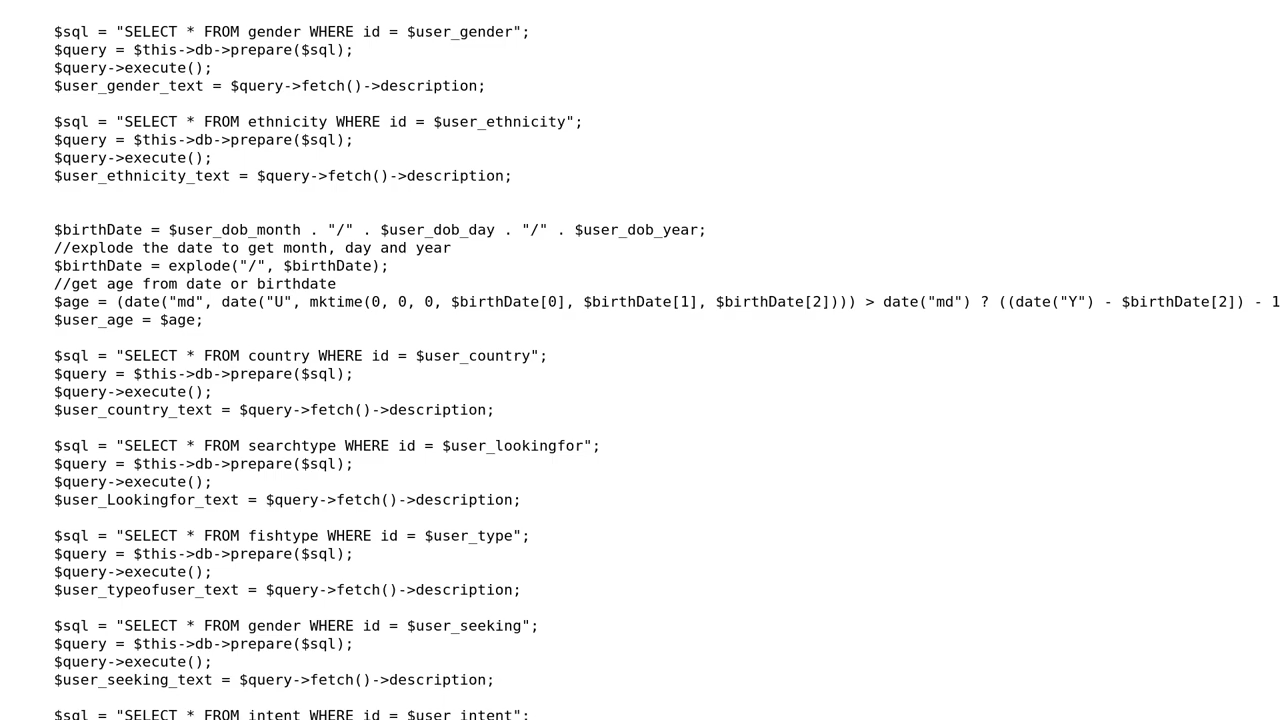 $sql = "SELECT * FROM gender WHERE id = $user_gender";
$query = $this->db->prepare($sql);
$query->execute();
$user_gender_text = $query->fetch()->description;
$sql = "SELECT * FROM ethnicity WHERE id = $user_ethnicity";
$query = $this->db->prepare($sql);
$query->execute();
$user_ethnicity_text = $query->fetch()->description;
$birthDate = $user_dob_month . "/" . $user_dob_day . "/" . $user_dob_year;
//explode the date to get month, day and year
$birthDate = explode("/", $birthDate);
//get age from date or birthdate
$age = (date("md", date("U", mktime(0, 0, 0, $birthDate[0], $birthDate[1], $birthDate[2]))) > date("md") ? ((date("Y") - $birthDate[2]) - 1
$user_age = $age;
$sql = "SELECT * FROM country WHERE id = $user_country";
$query = $this->db->prepare($sql);
$query->execute();
$user_country_text = $query->fetch()->description;
$sql = "SELECT * FROM searchtype WHERE id = $user_lookingfor";
$query = $this->db->prepare($sql);
$query->execute();
$user_Lookingfor_text = $query->fetch()->description;
$sql = "SELECT * FROM fishtype WHERE id = $user_type";
$query = $this->db->prepare($sql);
$query->execute();
$user_typeofuser_text = $query->fetch()->description;
$sql = "SELECT * FROM gender WHERE id = $user_seeking";
$query = $this->db->prepare($sql);
$query->execute();
$user_seeking_text = $query->fetch()->description;
$sql = "SELECT * FROM intent WHERE id = $user_intent";